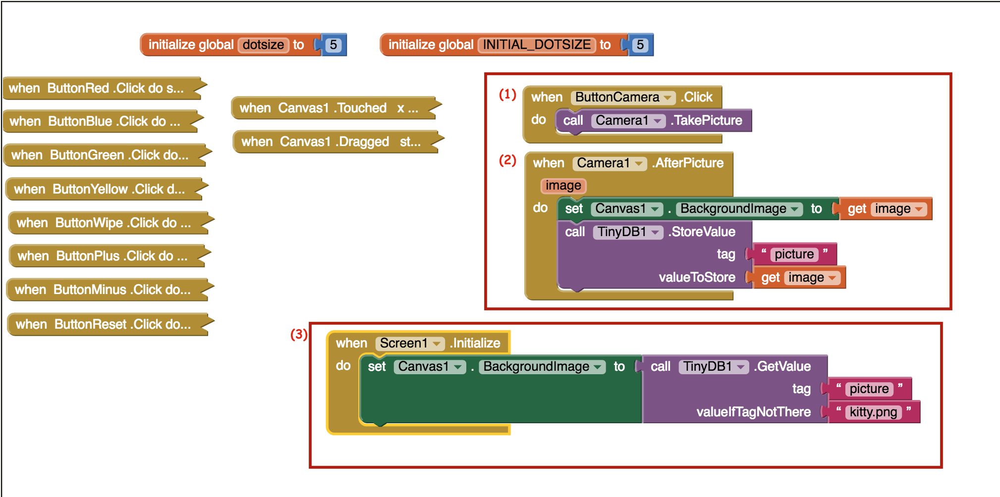 initialize global dotsize to 5
initialize global INITIAL_DOTSIZE to 5
when ButtonRed .Click do s...
when ButtonBlue .Click do ...
when ButtonGreen .Click do...
when ButtonYellow .Click d...
when ButtonWipe .Click do ...
when ButtonPlus .Click do ...
when ButtonMinus .Click do...
when ButtonReset .Click do...
when Canvas1 .Touched x ...
when Canvas1 .Dragged st...
(1) when ButtonCamera .Click
do call Camera1 .TakePicture
(2) when Camera1 .AfterPicture
image
do set Canvas1 . BackgroundImage to get image
call TinyDB1 .StoreValue
tag “ picture ”
valueToStore get image
(3) when Screen1 .Initialize
do set Canvas1 . BackgroundImage to call TinyDB1 .GetValue
tag “ picture ”
valueIfTagNotThere “ kitty.png ”